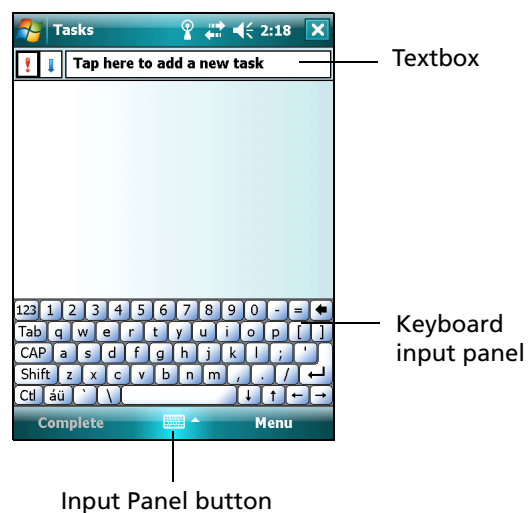 Tasks 2:18
! Tap here to add a new task
Textbox
123 1 2 3 4 5 6 7 8 9 0 - =
Tab q w e r t y u i o p [ ]
Keyboard
input panel
CAP a s d f g h j k l ; '
Shift z x c v b n m , . /
Ctl áü ` \
Complete Menu
Input Panel button